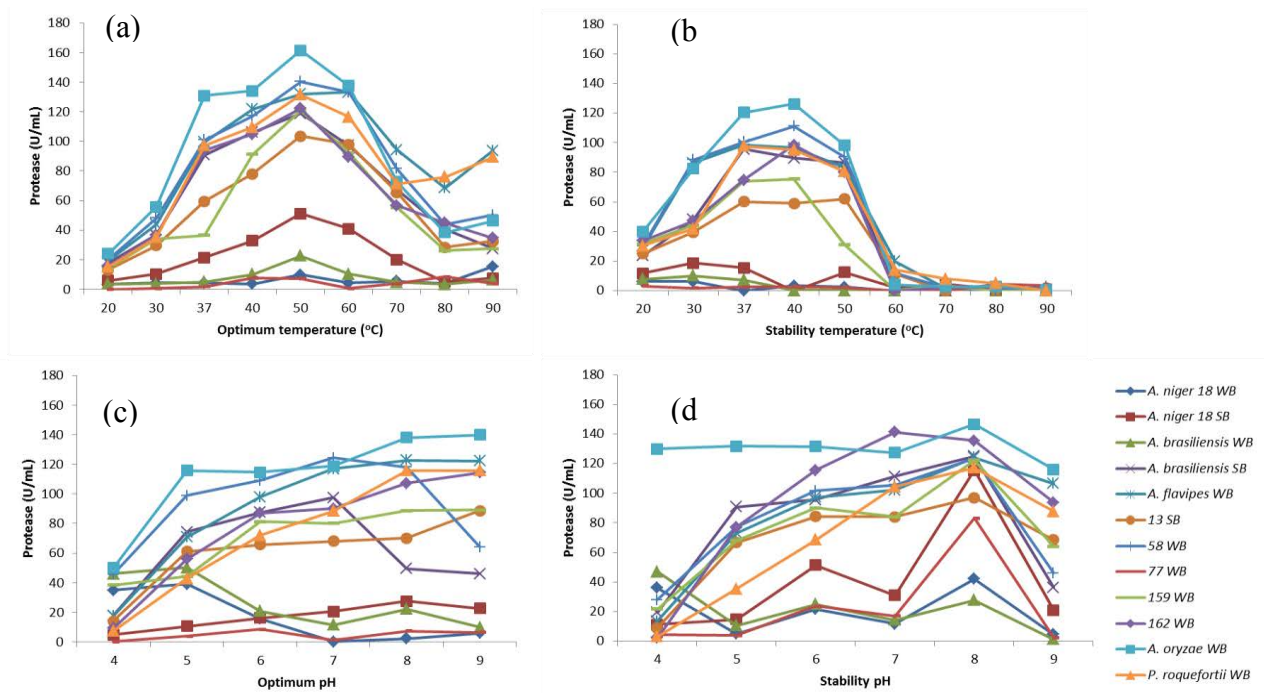 (a)
180
160
140
120
100
80
60
40
20
0
Protease (U/mL)
20 30 37 40 50 60 70 80 90
Optimum temperature (°C)
(b)
180
160
140
120
100
80
60
40
20
0
Protease (U/mL)
20 30 37 40 50 60 70 80 90
Stability temperature (°C)
(c)
180
160
140
120
100
80
60
40
20
0
Protease (U/mL)
4 5 6 7 8 9
Optimum pH
(d
180
160
140
120
100
80
60
40
20
0
Protease (U/mL)
4 5 6 7 8 9
Stability pH
A. niger 18 WB
A. niger 18 SB
A. brasiliensis WB
A. brasiliensis SB
A. flavipes WB
13 SB
58 WB
77 WB
159 WB
162 WB
A. oryzae WB
P. roquefortii WB